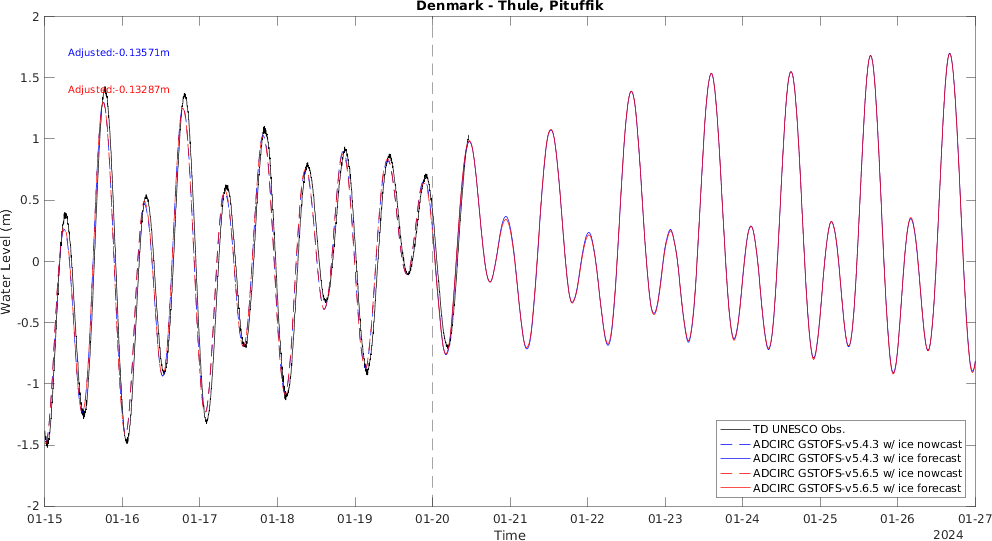 Denmark - Thule, Pituffik
2
1.5
1
0.5
0
-0.5
-1
-1.5
-2
Water Level (m)
Adjusted:-0.13571m
Adjusted:-0.13287m
TD UNESCO Obs.
ADCIRC GSTOFS-v5.4.3 w/ ice nowcast
ADCIRC GSTOFS-v5.4.3 w/ ice forecast
ADCIRC GSTOFS-v5.6.5 w/ ice nowcast
ADCIRC GSTOFS-v5.6.5 w/ ice forecast
01-15 01-16 01-17 01-18 01-19 01-20 01-21 01-22 01-23 01-24 01-25 01-26 01-27
Time
2024